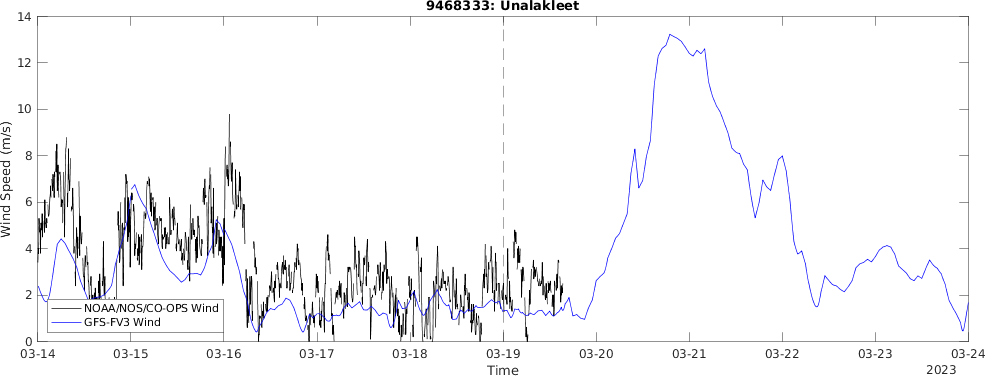 9468333: Unalakleet
14
12
10
8
6
4
2
0
Wind Speed (m/s)
NOAA/NOS/CO-OPS Wind
GFS-FV3 Wind
03-14 03-15 03-16 03-17 03-18 03-19 03-20 03-21 03-22 03-23 03-24
Time
2023